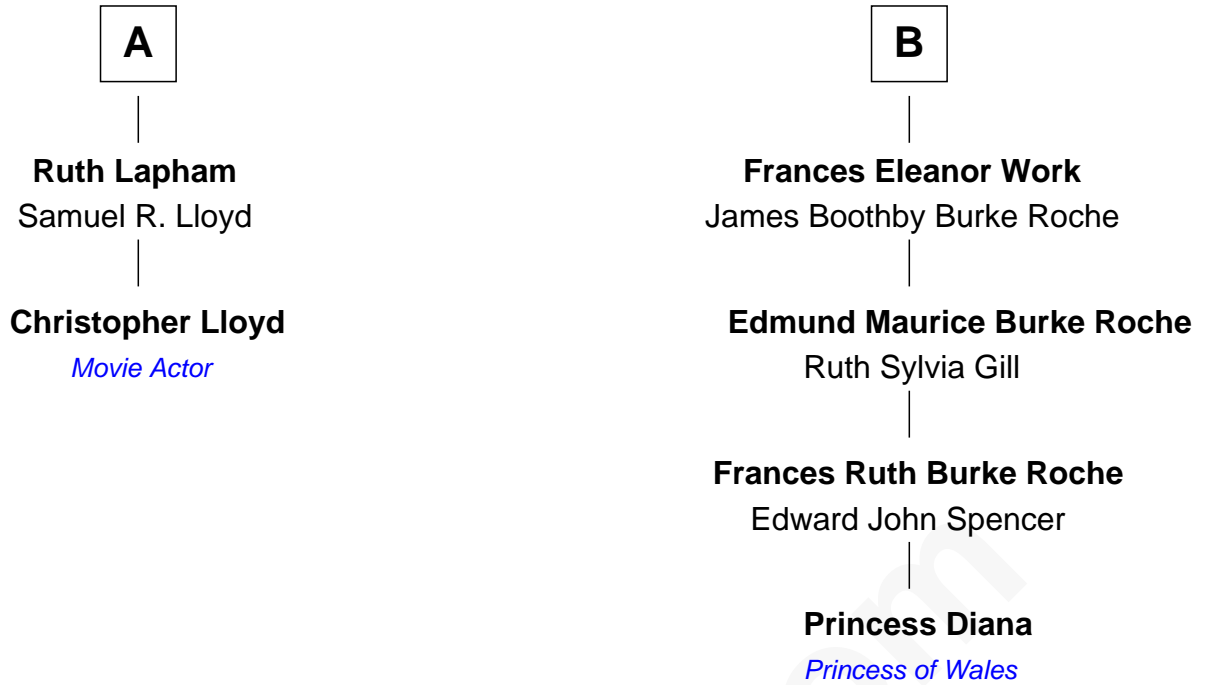 A
Ruth Lapham
Samuel R. Lloyd
Christopher Lloyd
Movie Actor
B
Frances Eleanor Work
James Boothby Burke Roche
Edmund Maurice Burke Roche
Ruth Sylvia Gill
Frances Ruth Burke Roche
Edward John Spencer
Princess Diana
Princess of Wales